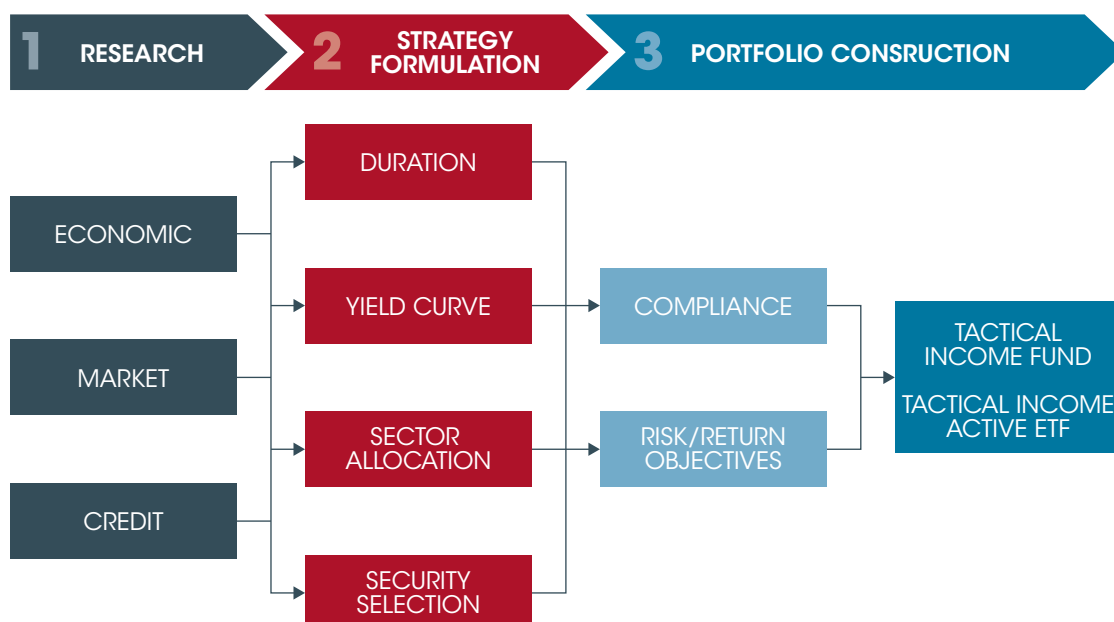 1 RESEARCH
2 STRATEGY
FORMULATION
3 PORTFOLIO CONSRUCTION
ECONOMIC
MARKET
CREDIT
DURATION
YIELD CURVE
SECTOR
ALLOCATION
SECURITY
SELECTION
COMPLIANCE
RISK/RETURN
OBJECTIVES
TACTICAL
INCOME FUND
TACTICAL INCOME
ACTIVE ETF